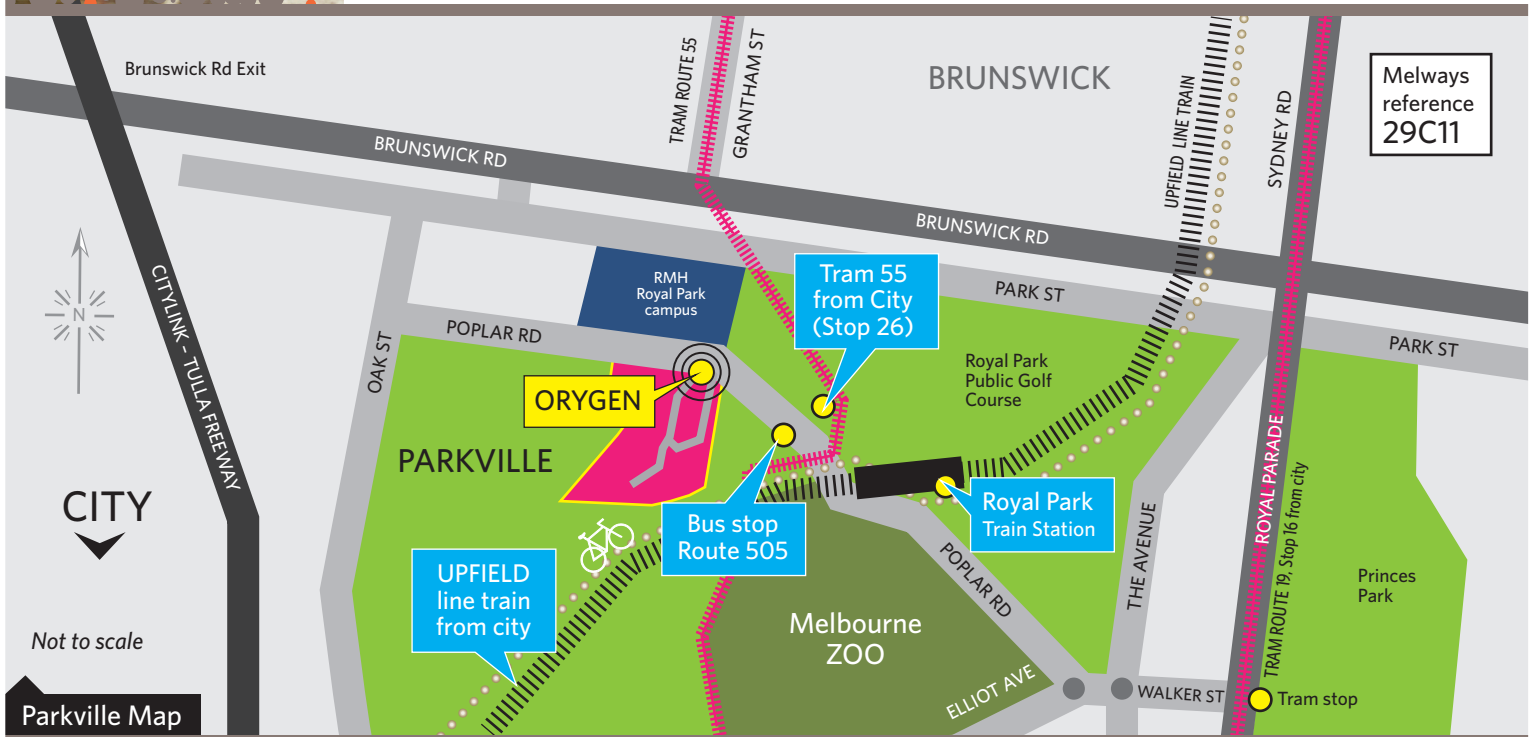 Brunswick Rd Exit
TRAM ROUTE 55
GRANTHAM ST
BRUNSWICK
UPFIELD LINE TRAIN
SYDNEY RD
Melways
reference
29C11
BRUNSWICK RD
BRUNSWICK RD
CITYLINK – TULLA FREEWAY
N
RMH
Royal Park
campus
Tram 55
from City
(Stop 26)
PARK ST
PARK ST
OAK ST
POPLAR RD
Royal Park
Public Golf
Course
ORYGEN
PARKVILLE
ROYAL PARADE
TRAM ROUTE 19, Stop 16 from city
CITY
Bus stop
Route 505
Royal Park
Train Station
THE AVENUE
POPLAR RD
UPFIELD
line train
from city
Princes
Park
Melbourne
ZOO
Not to scale
ELLIOT AVE
WALKER ST
Tram stop
Parkville Map